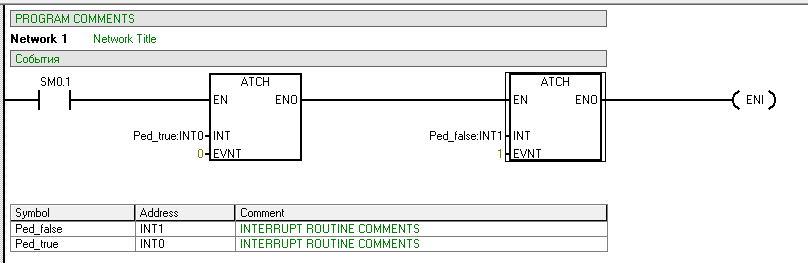 PROGRAM COMMENTS
Network 1 Network Title
События
SM0.1
ATCH
EN ENO
Ped_true:INT0 INT
0 EVNT
ATCH
EN ENO
Ped_false:INT1 INT
1 EVNT
ENI
Symbol Address Comment
Ped_false INT1 INTERRUPT ROUTINE COMMENTS
Ped_true INT0 INTERRUPT ROUTINE COMMENTS